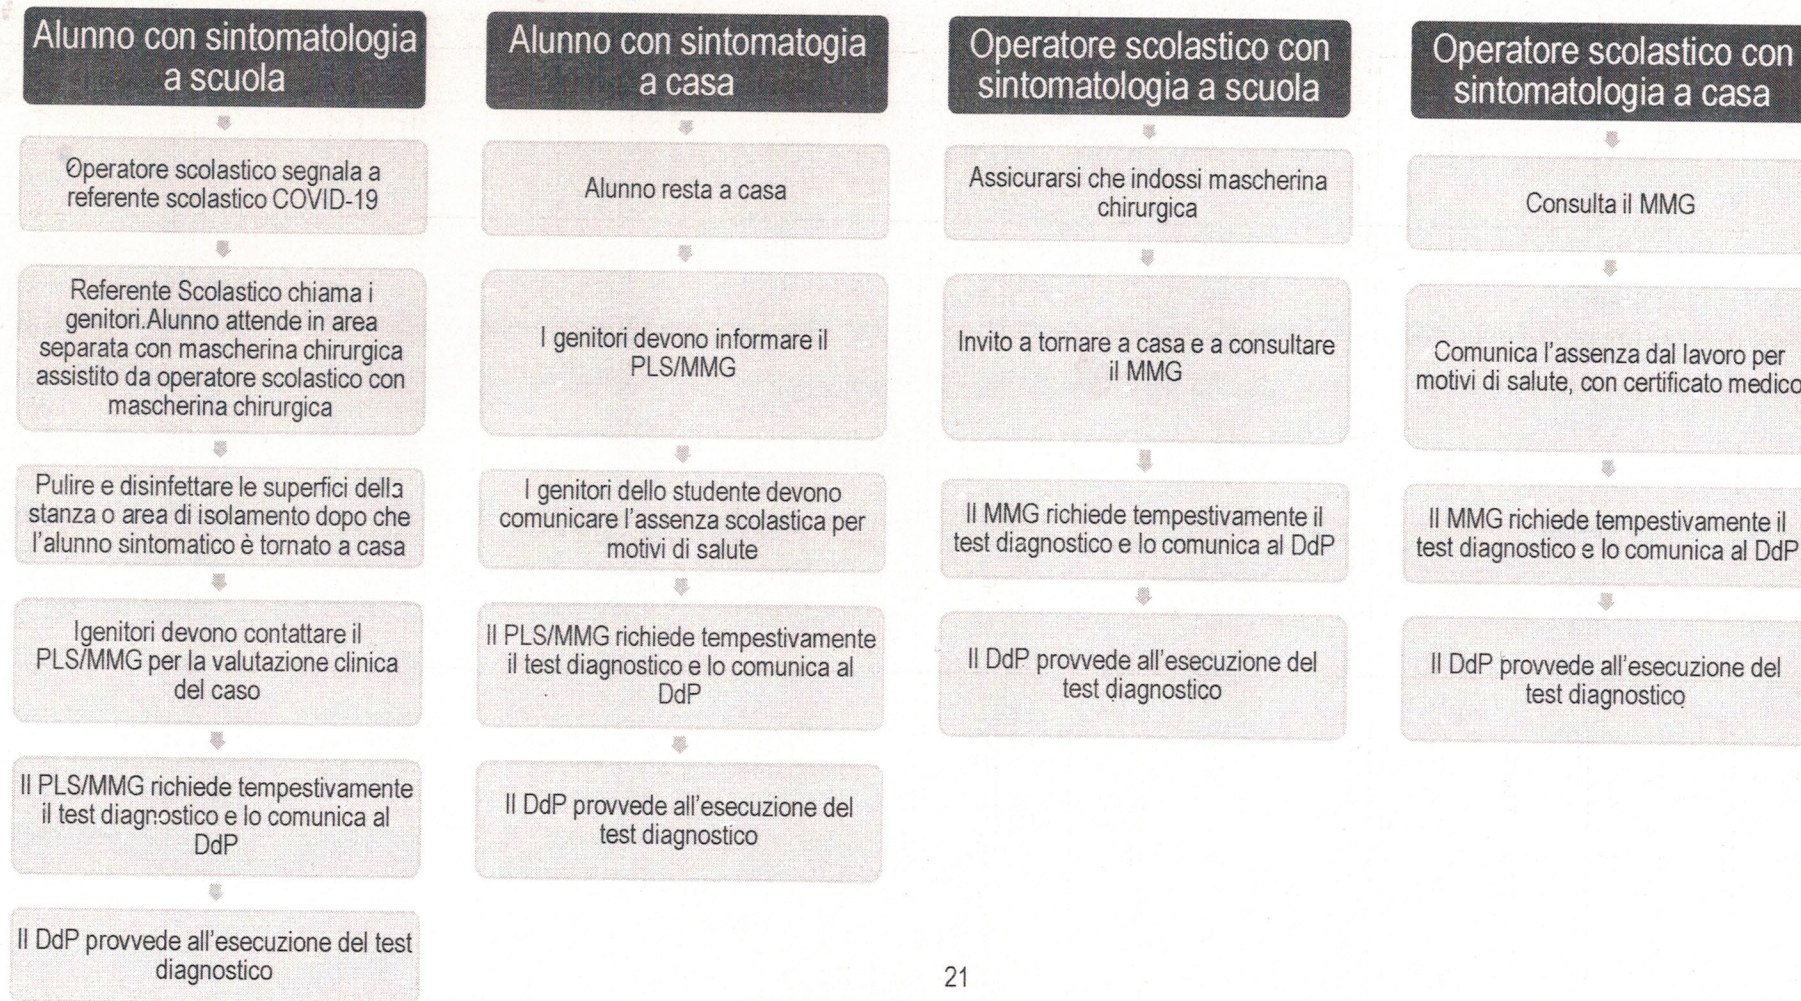 Alunno con sintomatologia
a scuola
Operatore scolastico segnala a
referente scolastico COVID-19
Referente Scolastico chiama i
genitori.Alunno attende in area
separata con mascherina chirurgica
assistito da operatore scolastico con
mascherina chirurgica
Pulire e disinfettare le superfici della
stanza o area di isolamento dopo che
l'alunno sintomatico è tornato a casa
Igenitori devono contattare il
PLS/MMG per la valutazione clinica
del caso
Il PLS/MMG richiede tempestivamente
il test diagnostico e lo comunica al
DdP
Il DdP provvede all'esecuzione del test
diagnostico
Alunno con sintomatogia
a casa
Alunno resta a casa
I genitori devono informare il
PLS/MMG
I genitori dello studente devono
comunicare l'assenza scolastica per
motivi di salute
Il PLS/MMG richiede tempestivamente
il test diagnostico e lo comunica al
DdP
Il DdP provvede all'esecuzione del
test diagnostico
Operatore scolastico con
sintomatologia a scuola
Assicurarsi che indossi mascherina
chirurgica
Invito a tornare a casa e a consultare
il MMG
Il MMG richiede tempestivamente il
test diagnostico e lo comunica al DdP
Il DdP provvede all'esecuzione del
test diagnostico
Operatore scolastico con
sintomatologia a casa
Consulta il MMG
Comunica l'assenza dal lavoro per
motivi di salute, con certificato medico
Il MMG richiede tempestivamente il
test diagnostico e lo comunica al DdP
Il DdP provvede all'esecuzione del
test diagnostico
21